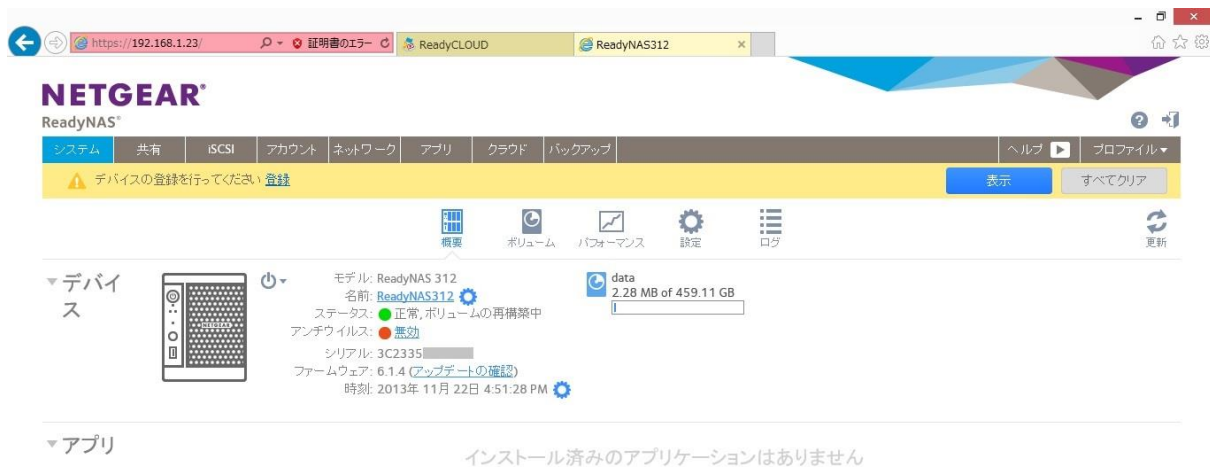 https://192.168.1.23/ 証明書のエラー ReadyCLOUD ReadyNAS312
NETGEAR®
ReadyNAS®
システム 共有 iSCSI アカウント ネットワーク アプリ クラウド バックアップ ヘルプ プロファイル
デバイスの登録を行ってください 登録 表示 すべてクリア
概要 ボリューム パフォーマンス 設定 ログ 更新
デバイス
NETGEAR
モデル: ReadyNAS 312
名前: ReadyNAS312
ステータス: 正常,ボリュームの再構築中
アンチウイルス: 無効
シリアル: 3C2335
ファームウェア: 6.1.4 (アップデートの確認)
時刻: 2013年 11月 22日 4:51:28 PM
data
2.28 MB of 459.11 GB
アプリ
インストール済みのアプリケーションはありません